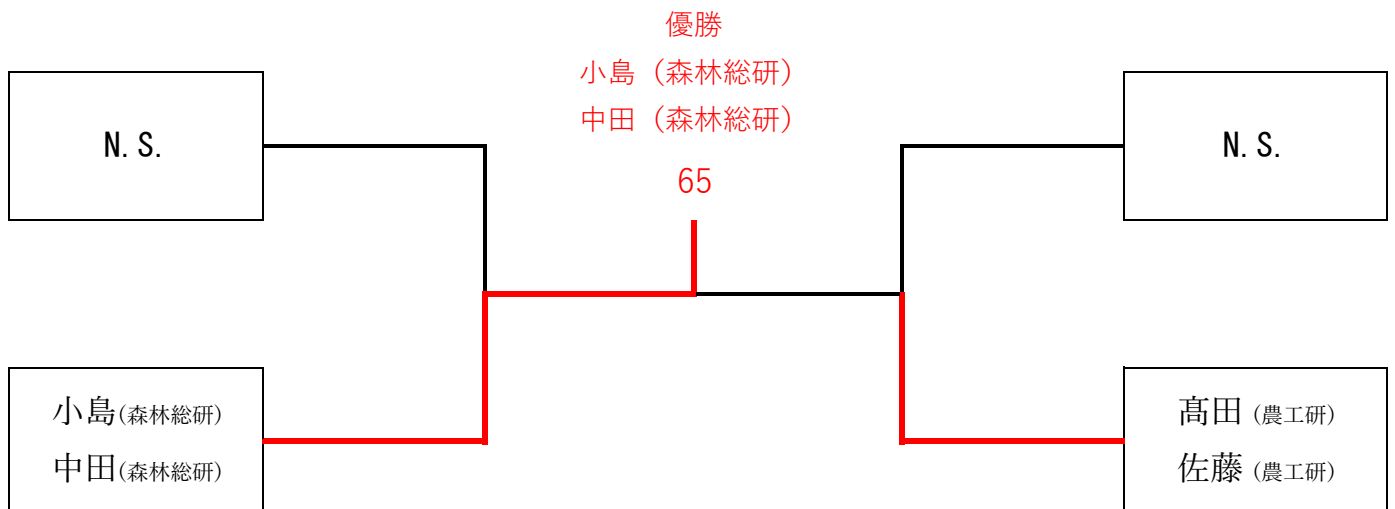 優勝
小島（森林総研）
中田（森林総研）
65
N.S.
N.S.
小島(森林総研)
中田(森林総研)
髙田 (農工研)
佐藤 (農工研)